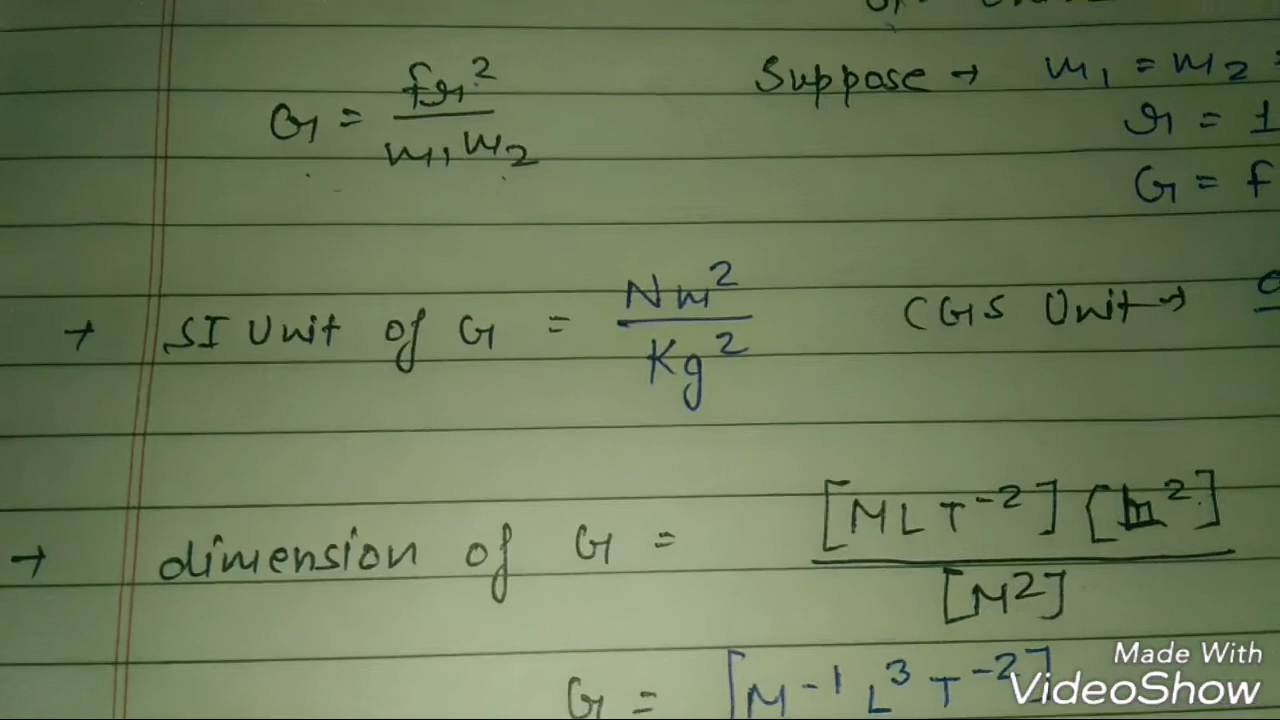 G = fr²/m₁m₂
Suppose → m₁ = m₂ =
r = 1
G = f
→ SI Unit of G = Nm²/Kg²
CGS Unit →
→ dimension of G = [MLT⁻²] [L²]/[M²]
G = [M⁻¹ L³ T⁻²]
Made With
VideoShow